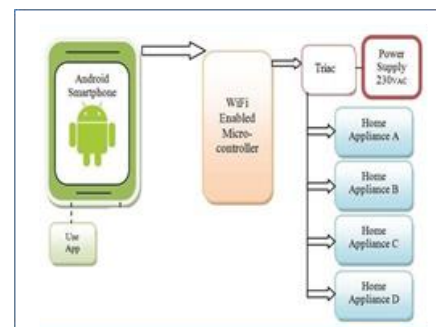 Android
Smartphone
Use
App
WiFi
Enabled
Micro-
controller
Triac
Power
Supply
230VAC
Home
Appliance A
Home
Appliance B
Home
Appliance C
Home
Appliance D